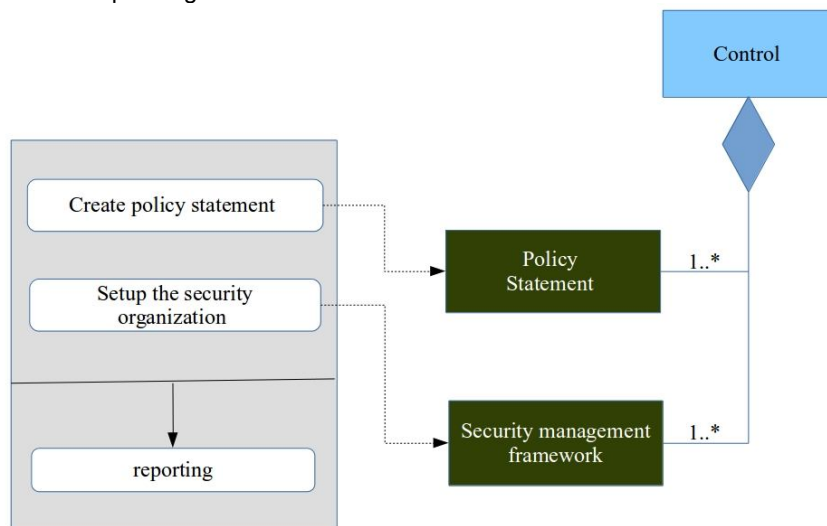 Control
Create policy statement
Policy
Statement
1..*
Setup the security
organization
Security management
framework
1..*
reporting